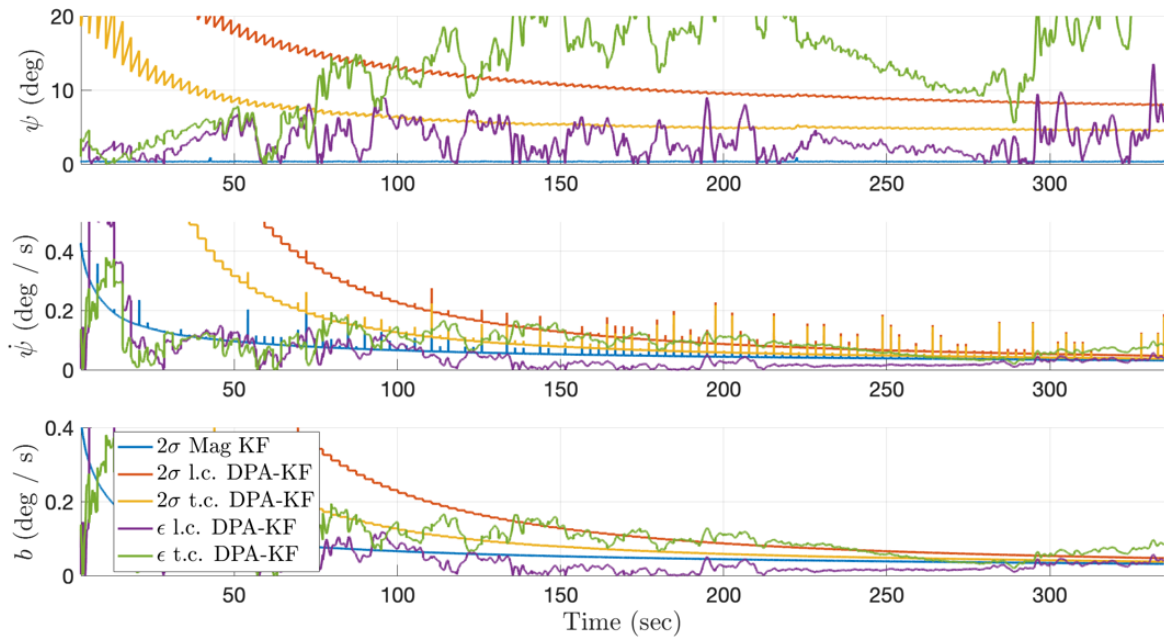 20
10
0
ψ (deg)
50 100 150 200 250 300
0.4
0.2
0
ψ̇ (deg / s)
50 100 150 200 250 300
0.4
0.2
0
b (deg / s)
2σ Mag KF
2σ l.c. DPA-KF
2σ t.c. DPA-KF
ϵ l.c. DPA-KF
ϵ t.c. DPA-KF
50 100 150 200 250 300
Time (sec)